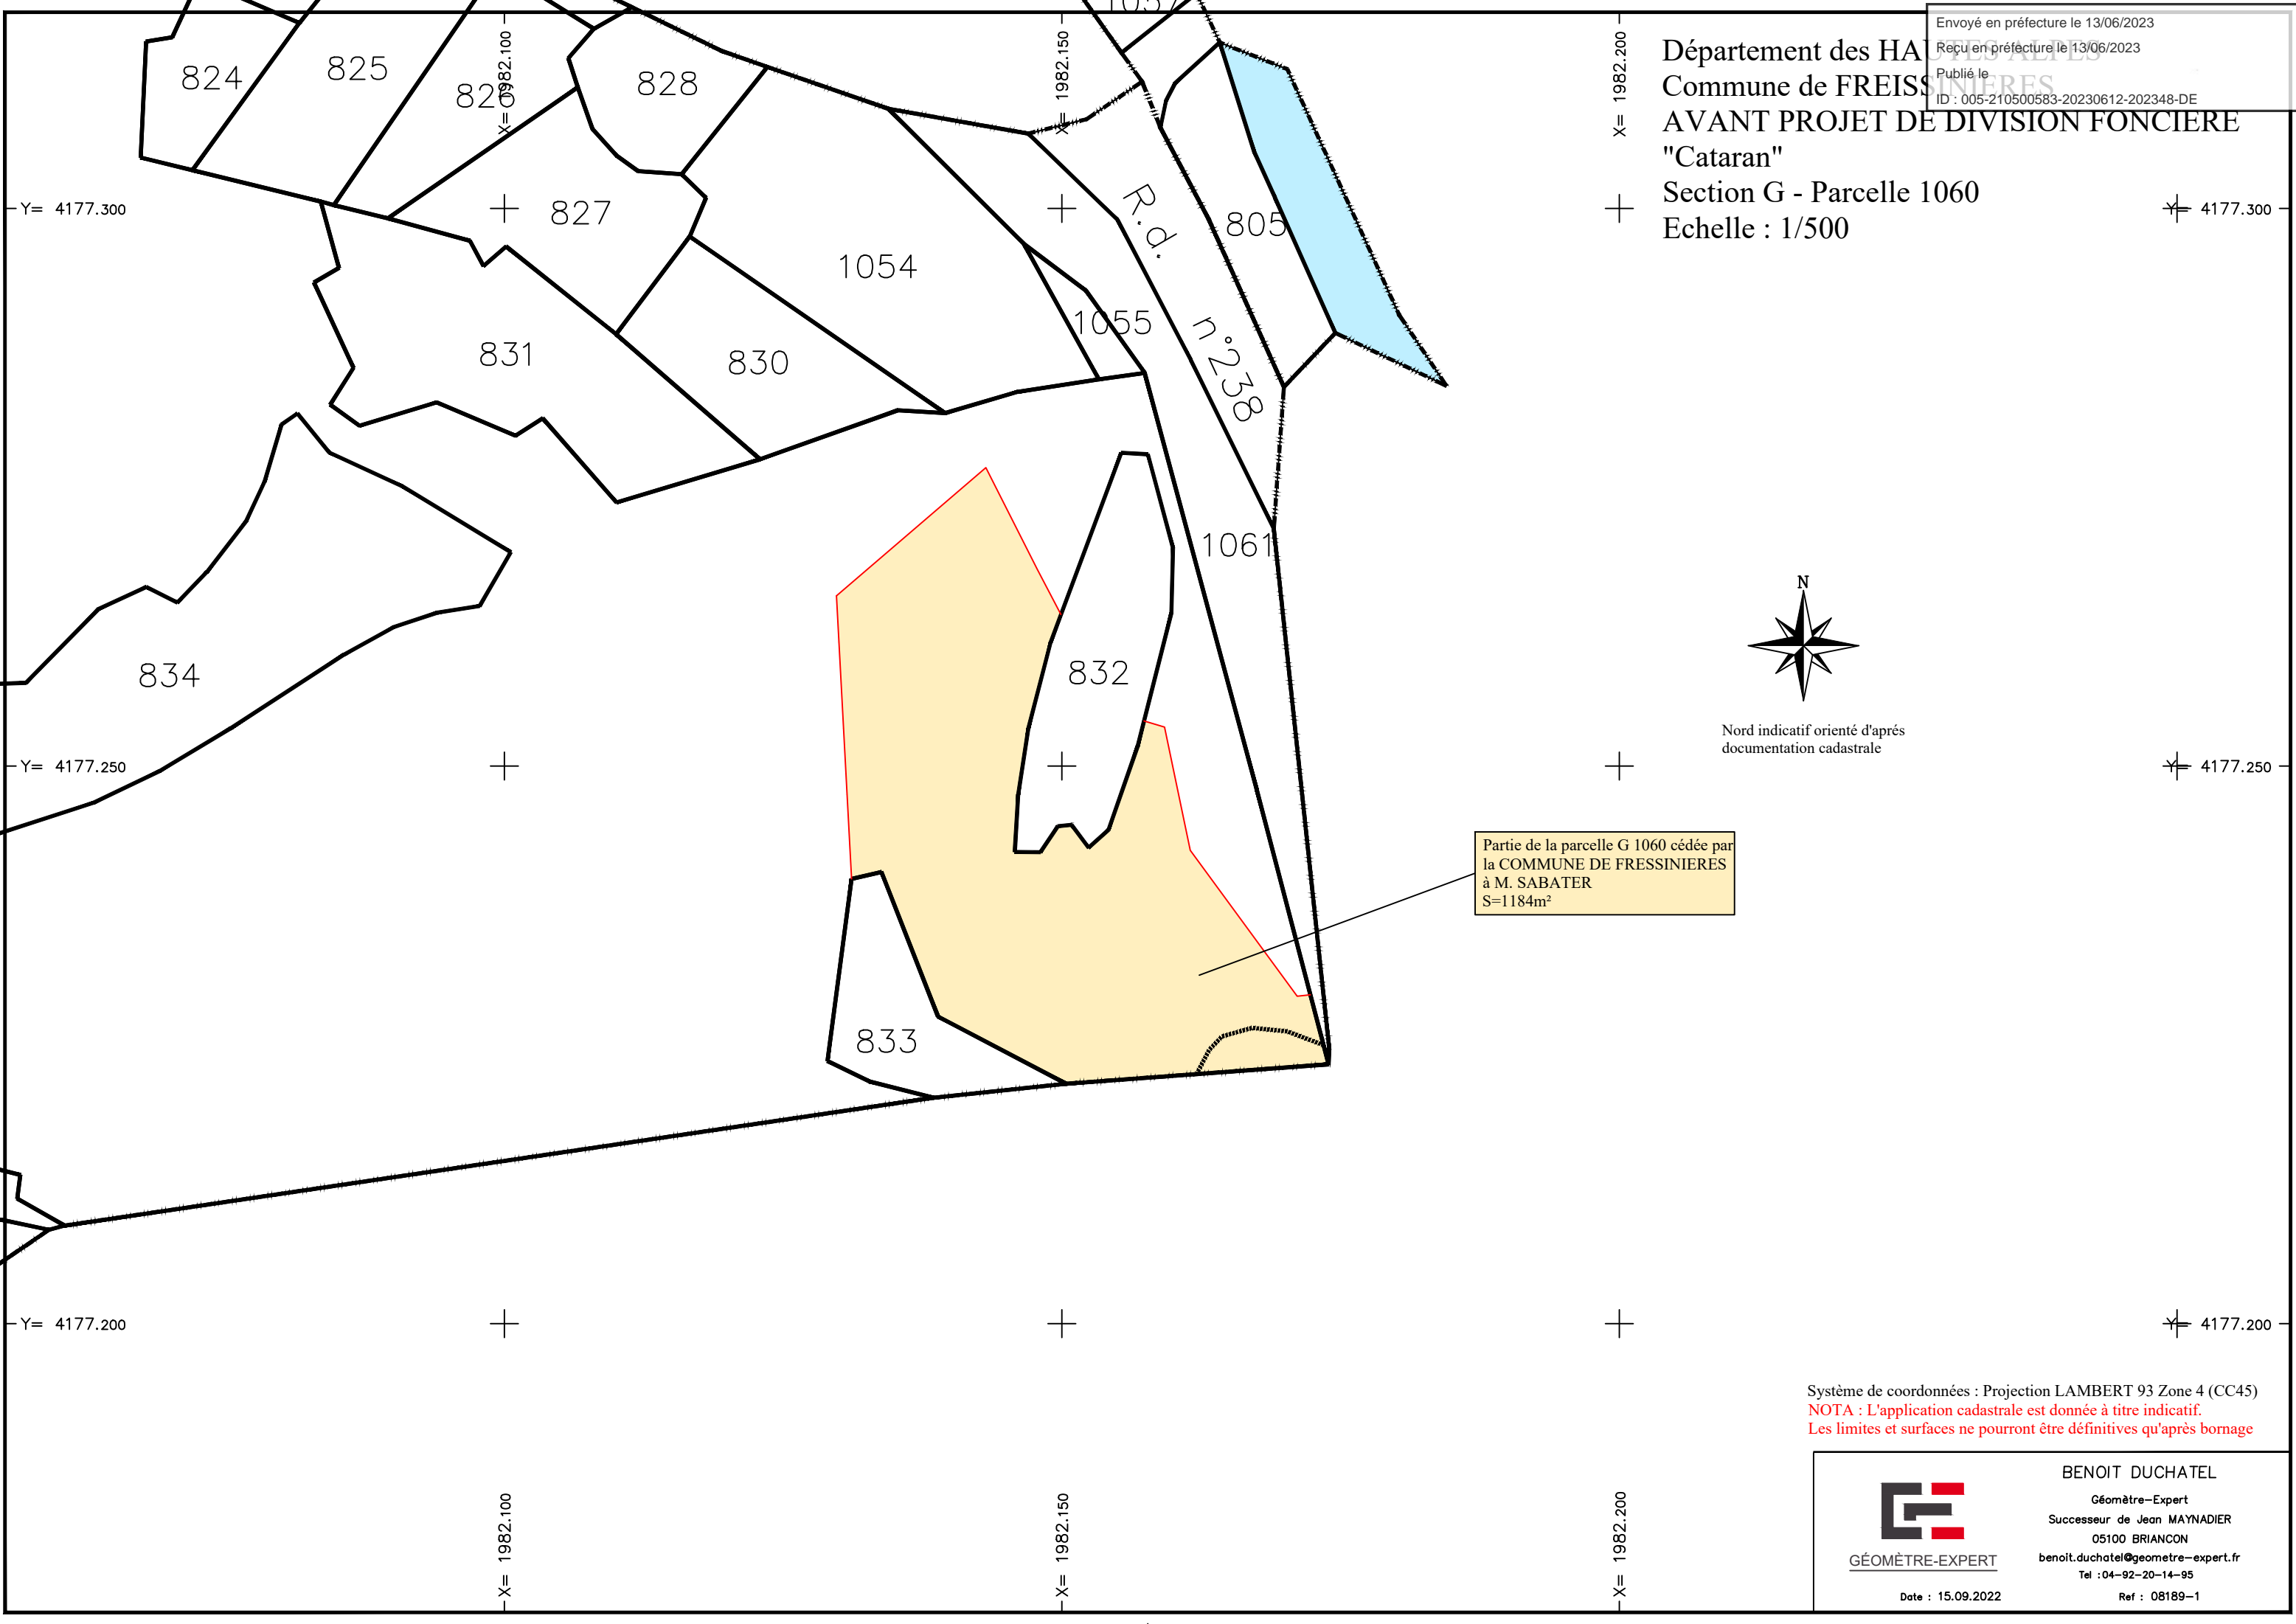 Envoyé en préfecture le 13/06/2023
Reçu en préfecture le 13/06/2023
Publié le
ID : 005-210500583-20230612-202348-DE
Département des HAUTES ALPES
Commune de FREISSINIERES
AVANT PROJET DE DIVISION FONCIERE
"Cataran"
Section G - Parcelle 1060
Echelle : 1/500
X= 1982.100
X= 1982.150
X= 1982.200
1057
824
825
826
828
Y= 4177.300
827
805
Y= 4177.300
R.d. n°238
1054
1055
831
830
1061
N
834
832
Nord indicatif orienté d'aprés
documentation cadastrale
Y= 4177.250
Y= 4177.250
Partie de la parcelle G 1060 cédée par
la COMMUNE DE FRESSINIERES
à M. SABATER
S=1184m²
833
Y= 4177.200
Y= 4177.200
Système de coordonnées : Projection LAMBERT 93 Zone 4 (CC45)
NOTA : L'application cadastrale est donnée à titre indicatif.
Les limites et surfaces ne pourront être définitives qu'après bornage
X= 1982.100
X= 1982.150
X= 1982.200
BENOIT DUCHATEL
Géomètre-Expert
Successeur de Jean MAYNADIER
05100 BRIANCON
benoit.duchatel@geometre-expert.fr
Tel : 04-92-20-14-95
GÉOMÈTRE-EXPERT
Date : 15.09.2022
Ref : 08189-1